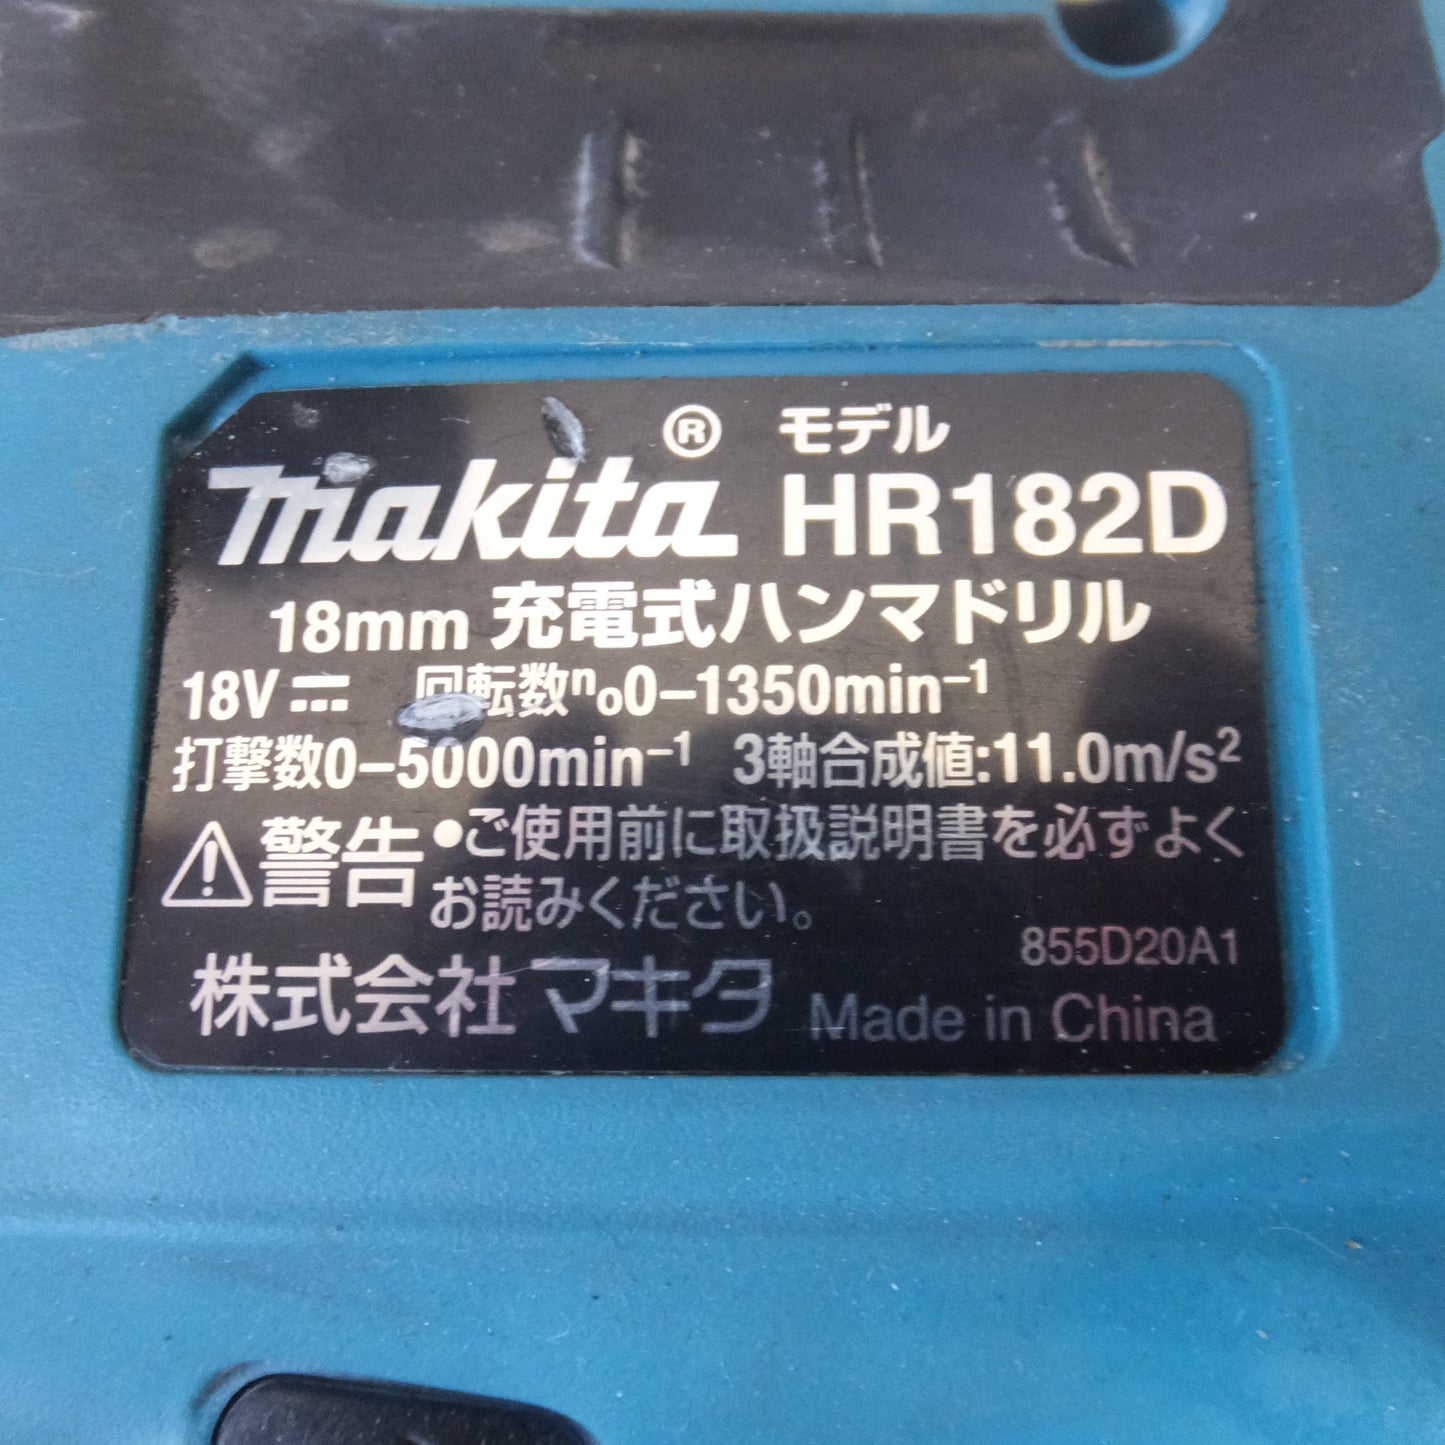 makita® モデル HR182D
18mm 充電式ハンマドリル
18V⎓ 回転数n₀0–1350min⁻¹
打撃数0–5000min⁻¹ 3軸合成値:11.0m/s²
⚠警告 •ご使用前に取扱説明書を必ずよく
お読みください。
855D20A1
株式会社マキタ Made in China